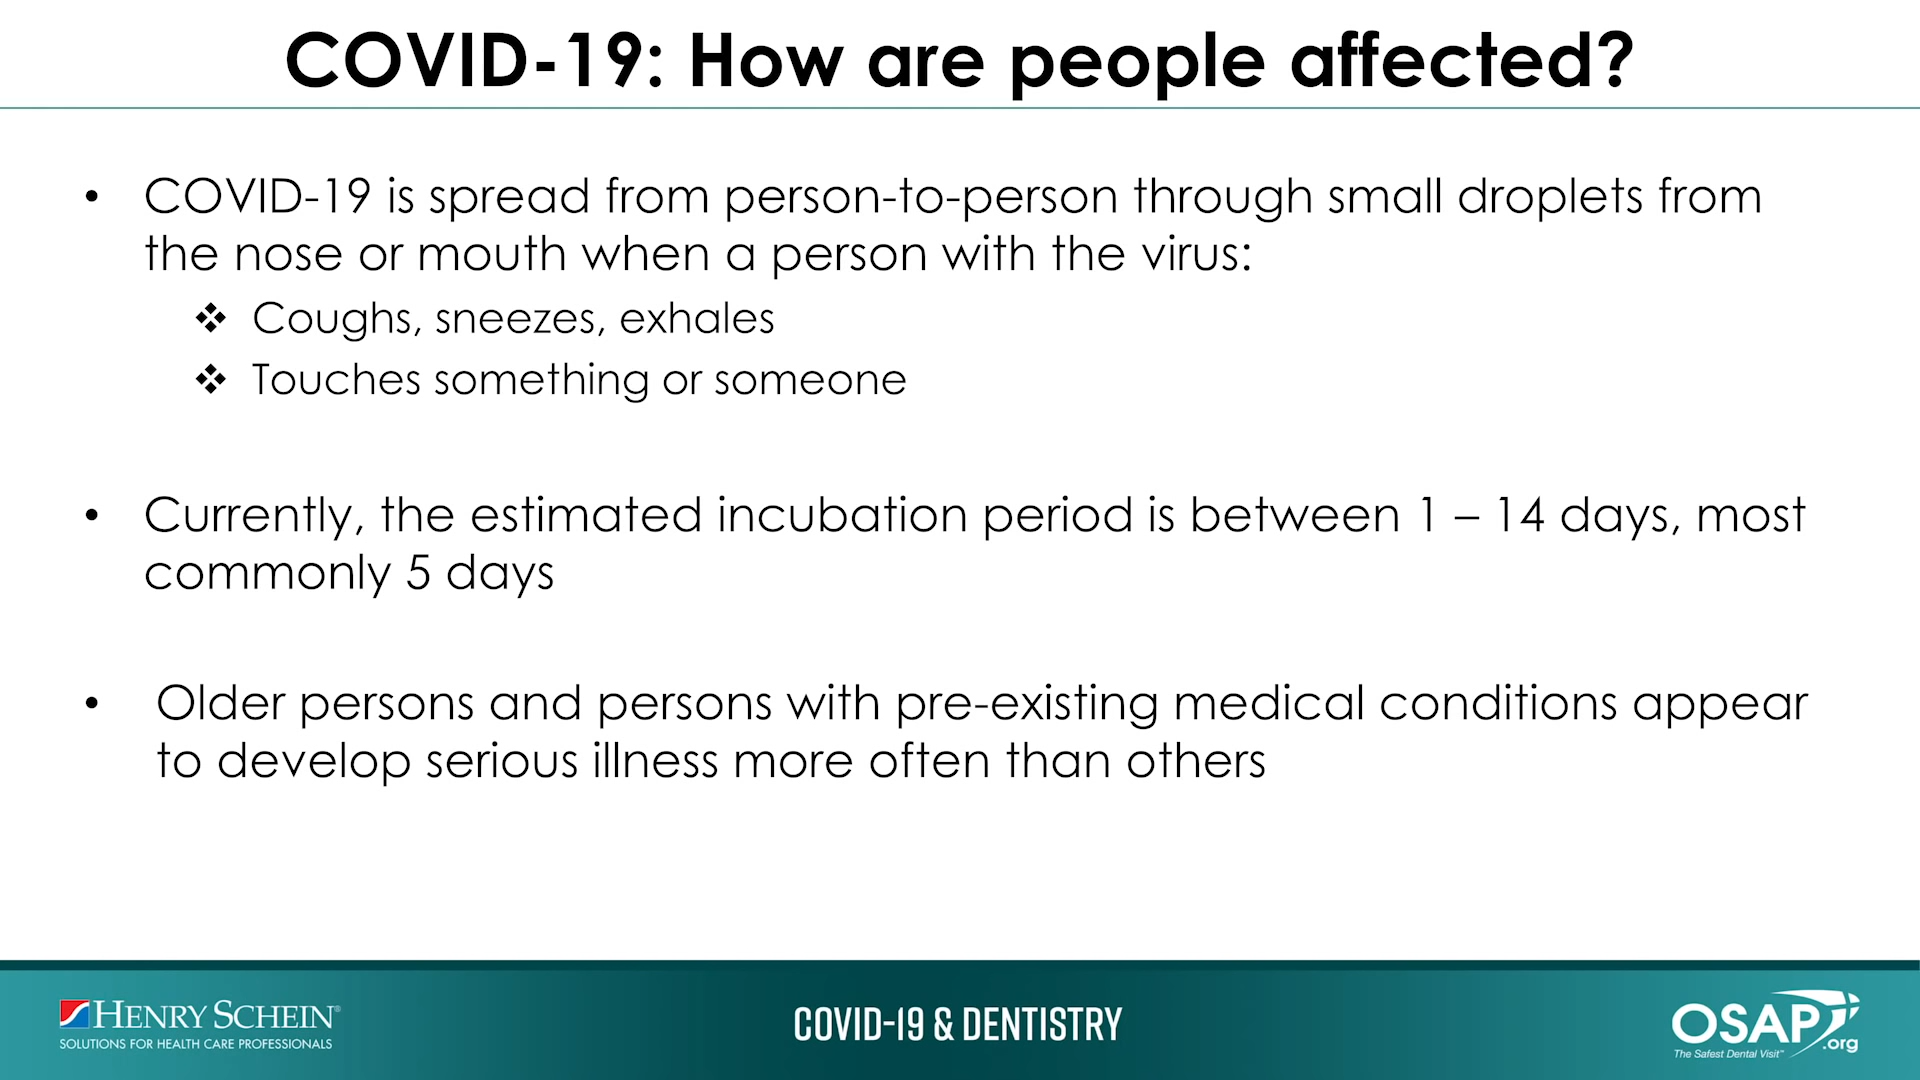 COVID-19: How are people affected?
• COVID-19 is spread from person-to-person through small droplets from
the nose or mouth when a person with the virus:
❖ Coughs, sneezes, exhales
❖ Touches something or someone
• Currently, the estimated incubation period is between 1 – 14 days, most
commonly 5 days
• Older persons and persons with pre-existing medical conditions appear
to develop serious illness more often than others
HENRY SCHEIN®
SOLUTIONS FOR HEALTH CARE PROFESSIONALS
COVID-19 & DENTISTRY
OSAP
.org
The Safest Dental Visit™